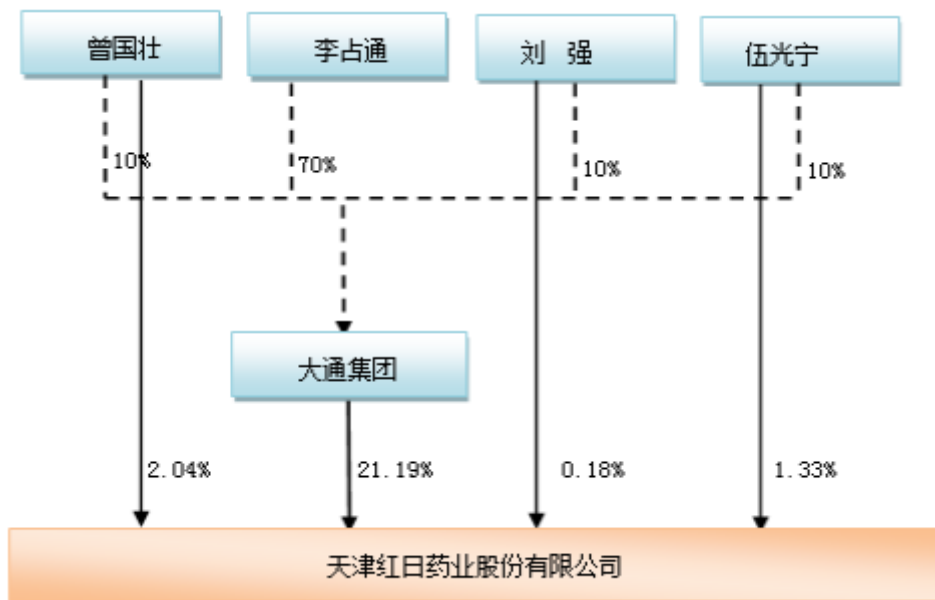 曾国壮
李占通
刘 强
伍光宁
10%
70%
10%
10%
大通集团
2.04%
21.19%
0.18%
1.33%
天津红日药业股份有限公司